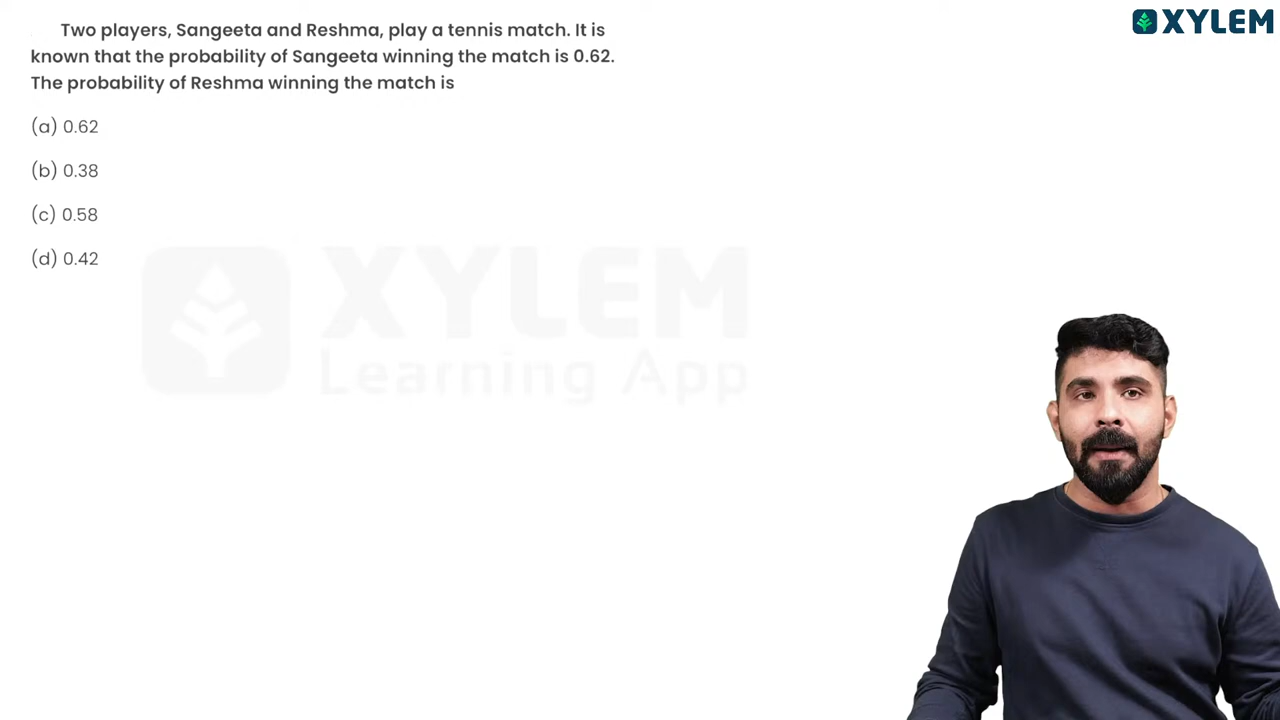 XYLEM
Two players, Sangeeta and Reshma, play a tennis match. It is
known that the probability of Sangeeta winning the match is 0.62.
The probability of Reshma winning the match is
(a) 0.62
(b) 0.38
(c) 0.58
(d) 0.42
XYLEM
Learning App